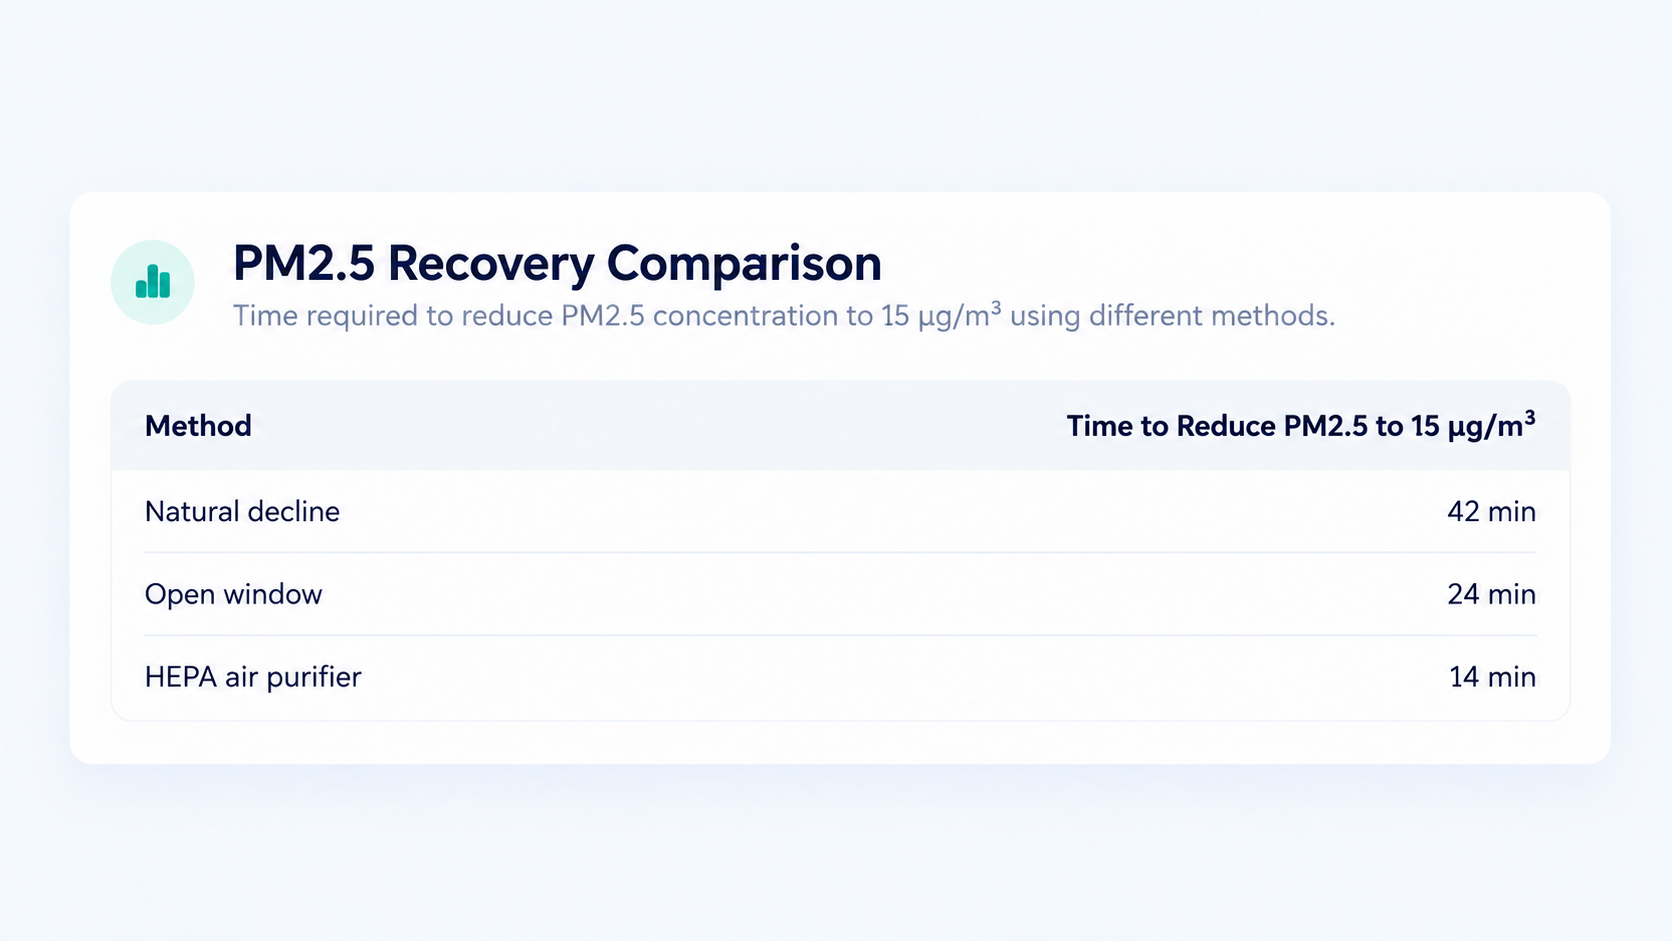 PM2.5 Recovery Comparison
Time required to reduce PM2.5 concentration to 15 µg/m³ using different methods.
Method Time to Reduce PM2.5 to 15 µg/m³
Natural decline 42 min
Open window 24 min
HEPA air purifier 14 min